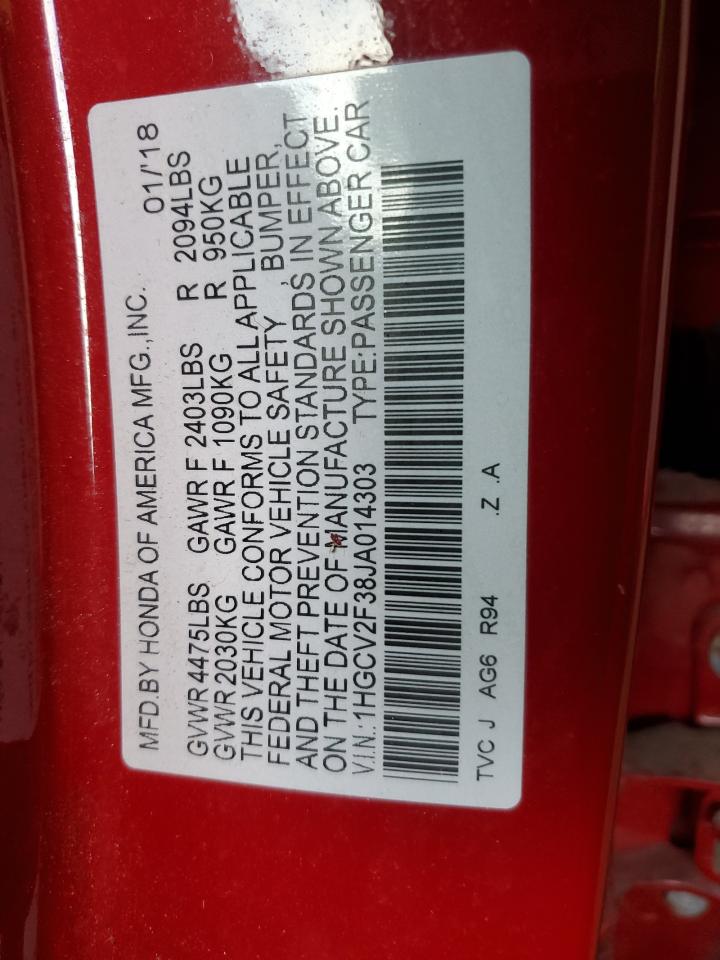 MFD.BY HONDA OF AMERICA MFG.,INC. 01/'18
GVWR 4475LBS GAWR F 2403LBS R 2094LBS
GVWR 2030KG GAWR F 1090KG R 950KG
THIS VEHICLE CONFORMS TO ALL APPLICABLE
FEDERAL MOTOR VEHICLE SAFETY , BUMPER,
AND THEFT PREVENTION STANDARDS IN EFFECT
ON THE DATE OF MANUFACTURE SHOWN ABOVE.
V.I.N.:1HGCV2F38JA014303 TYPE:PASSENGER CAR
TVC J AG6 R94 .Z .A